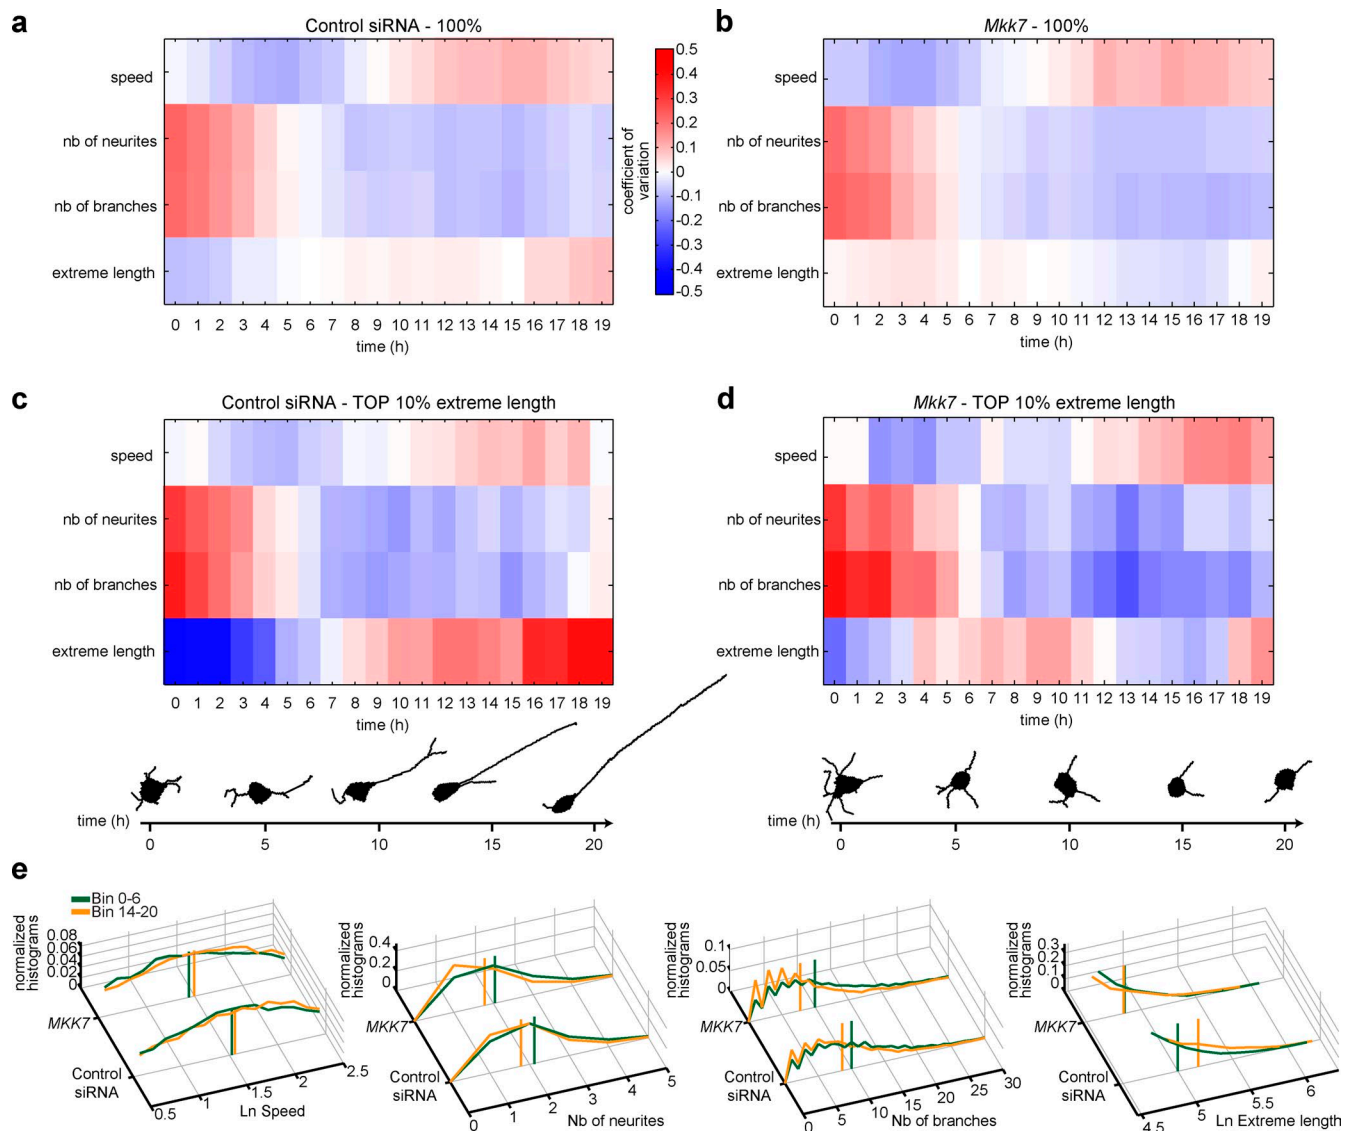 a
Control siRNA - 100%
speed
nb of neurites
nb of branches
extreme length
0 1 2 3 4 5 6 7 8 9 10 11 12 13 14 15 16 17 18 19
time (h)
0.5
0.4
0.3
0.2
0.1
0
-0.1
-0.2
-0.3
-0.4
-0.5
coefficient of
variation
b
Mkk7 - 100%
speed
nb of neurites
nb of branches
extreme length
0 1 2 3 4 5 6 7 8 9 10 11 12 13 14 15 16 17 18 19
time (h)
c
Control siRNA - TOP 10% extreme length
speed
nb of neurites
nb of branches
extreme length
0 1 2 3 4 5 6 7 8 9 10 11 12 13 14 15 16 17 18 19
time (h)
time (h)
0 5 10 15 20
d
Mkk7 - TOP 10% extreme length
speed
nb of neurites
nb of branches
extreme length
0 1 2 3 4 5 6 7 8 9 10 11 12 13 14 15 16 17 18 19
time (h)
time (h)
0 5 10 15 20
e
Bin 0-6
Bin 14-20
normalized
histograms
0.08
0.06
0.04
0.02
0
MKK7
Control
siRNA
0.5 1 1.5 2 2.5
Ln Speed
normalized
histograms
0.4
0.2
0
MKK7
Control
siRNA
0 1 2 3 4 5
Nb of neurites
normalized
histograms
0.1
0.05
0
MKK7
Control
siRNA
0 5 10 15 20 25 30
Nb of branches
normalized
histograms
0.3
0.2
0.1
0
MKK7
Control
siRNA
4.5 5 5.5 6
Ln Extreme length